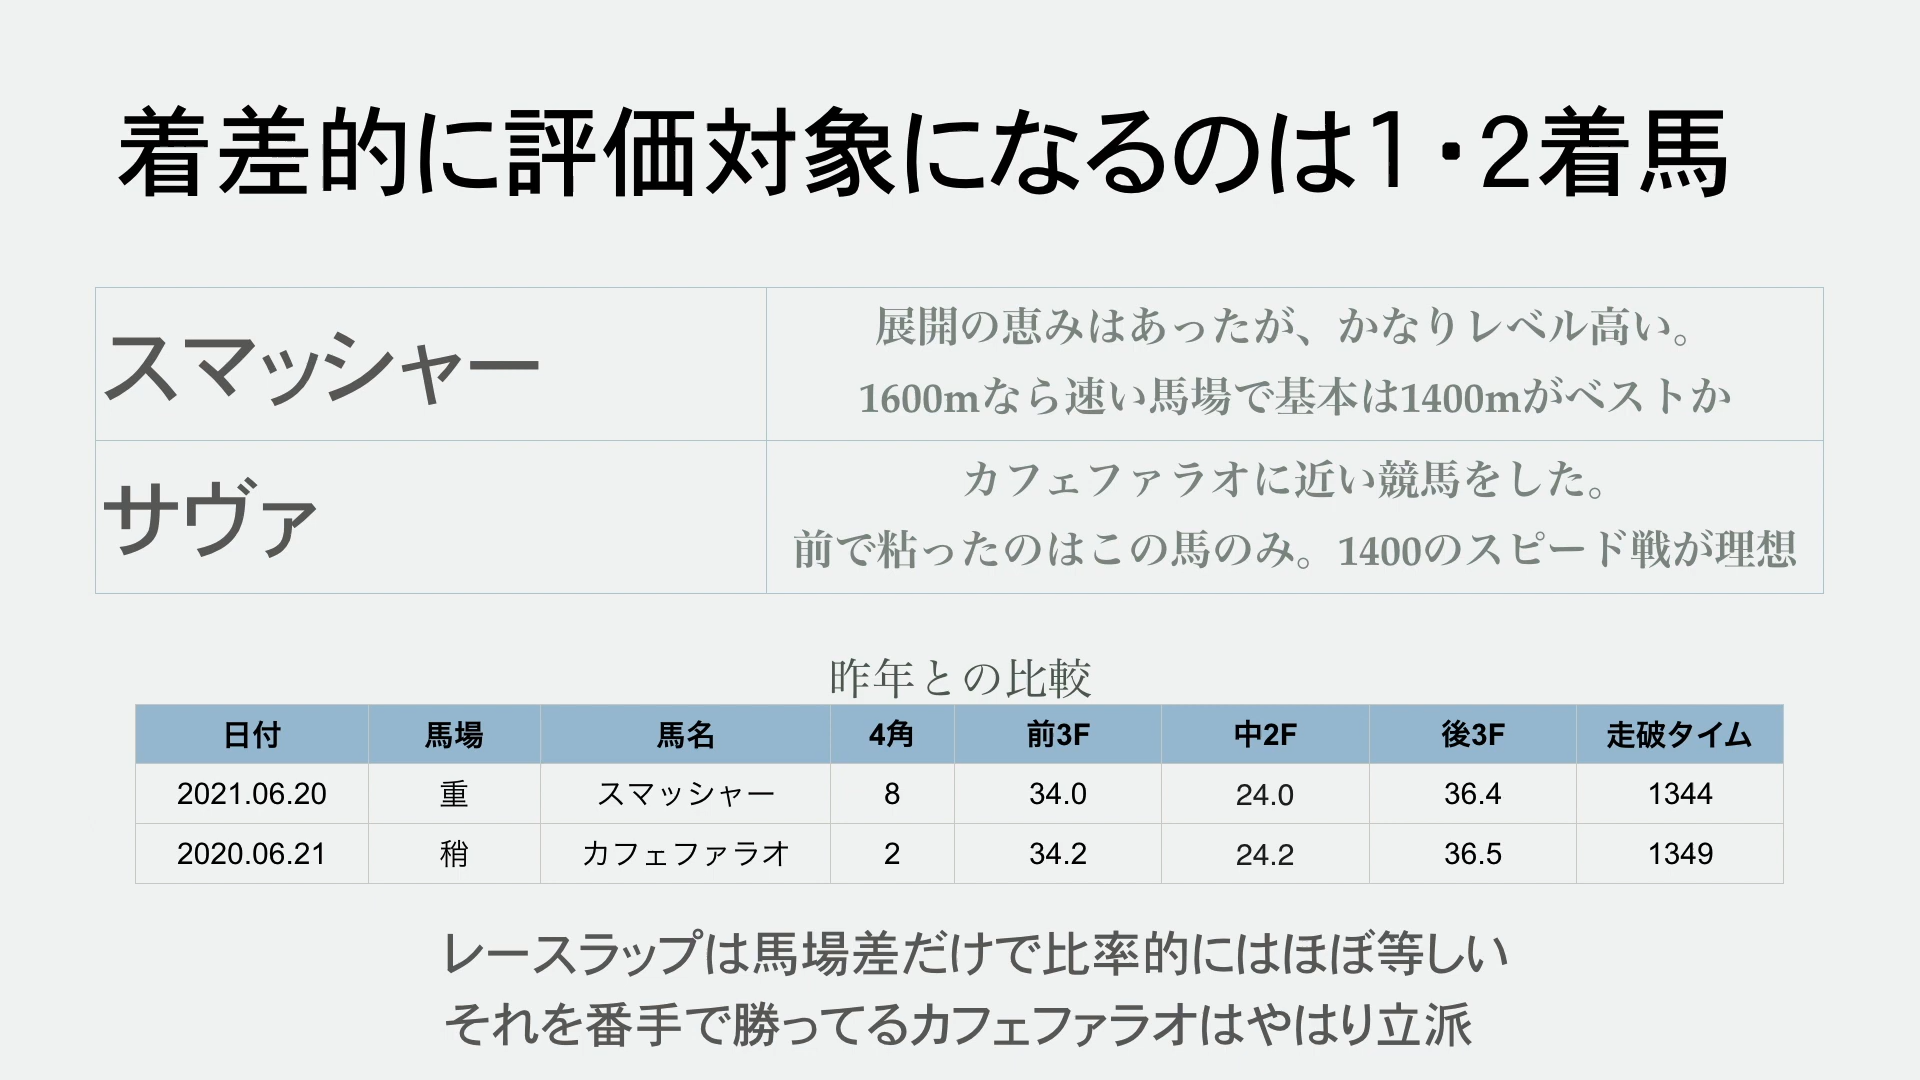 着差的に評価対象になるのは1・2着馬
スマッシャー
展開の恵みはあったが、かなりレベル高い。
1600mなら速い馬場で基本は1400mがベストか
サヴァ
カフェファラオに近い競馬をした。
前で粘ったのはこの馬のみ。1400のスピード戦が理想
昨年との比較
日付 馬場 馬名 4角 前3F 中2F 後3F 走破タイム
2021.06.20 重 スマッシャー 8 34.0 24.0 36.4 1344
2020.06.21 稍 カフェファラオ 2 34.2 24.2 36.5 1349
レースラップは馬場差だけで比率的にはほぼ等しい
それを番手で勝ってるカフェファラオはやはり立派